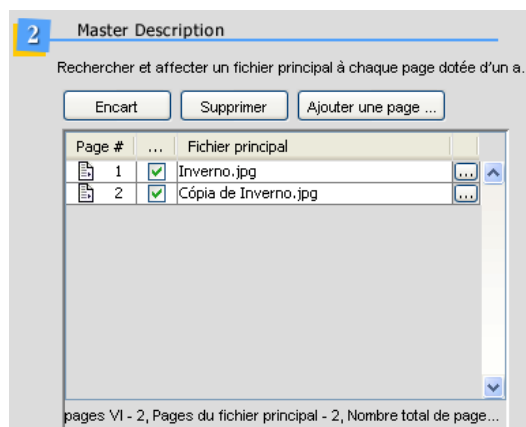 2 Master Description
Rechercher et affecter un fichier principal à chaque page dotée d'un a.
Encart Supprimer Ajouter une page ...
Page # ... Fichier principal
1 Inverno.jpg ...
2 Cópia de Inverno.jpg ...
pages VI - 2, Pages du fichier principal - 2, Nombre total de page...